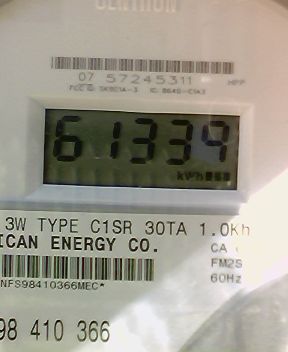 CENTRON
07 57245311 HPP
61339
kWh
3W TYPE C1SR 30TA 1.0Kh
ICAN ENERGY CO. CA
FM2S
NFS98410366MEC* 60Hz
98 410 366